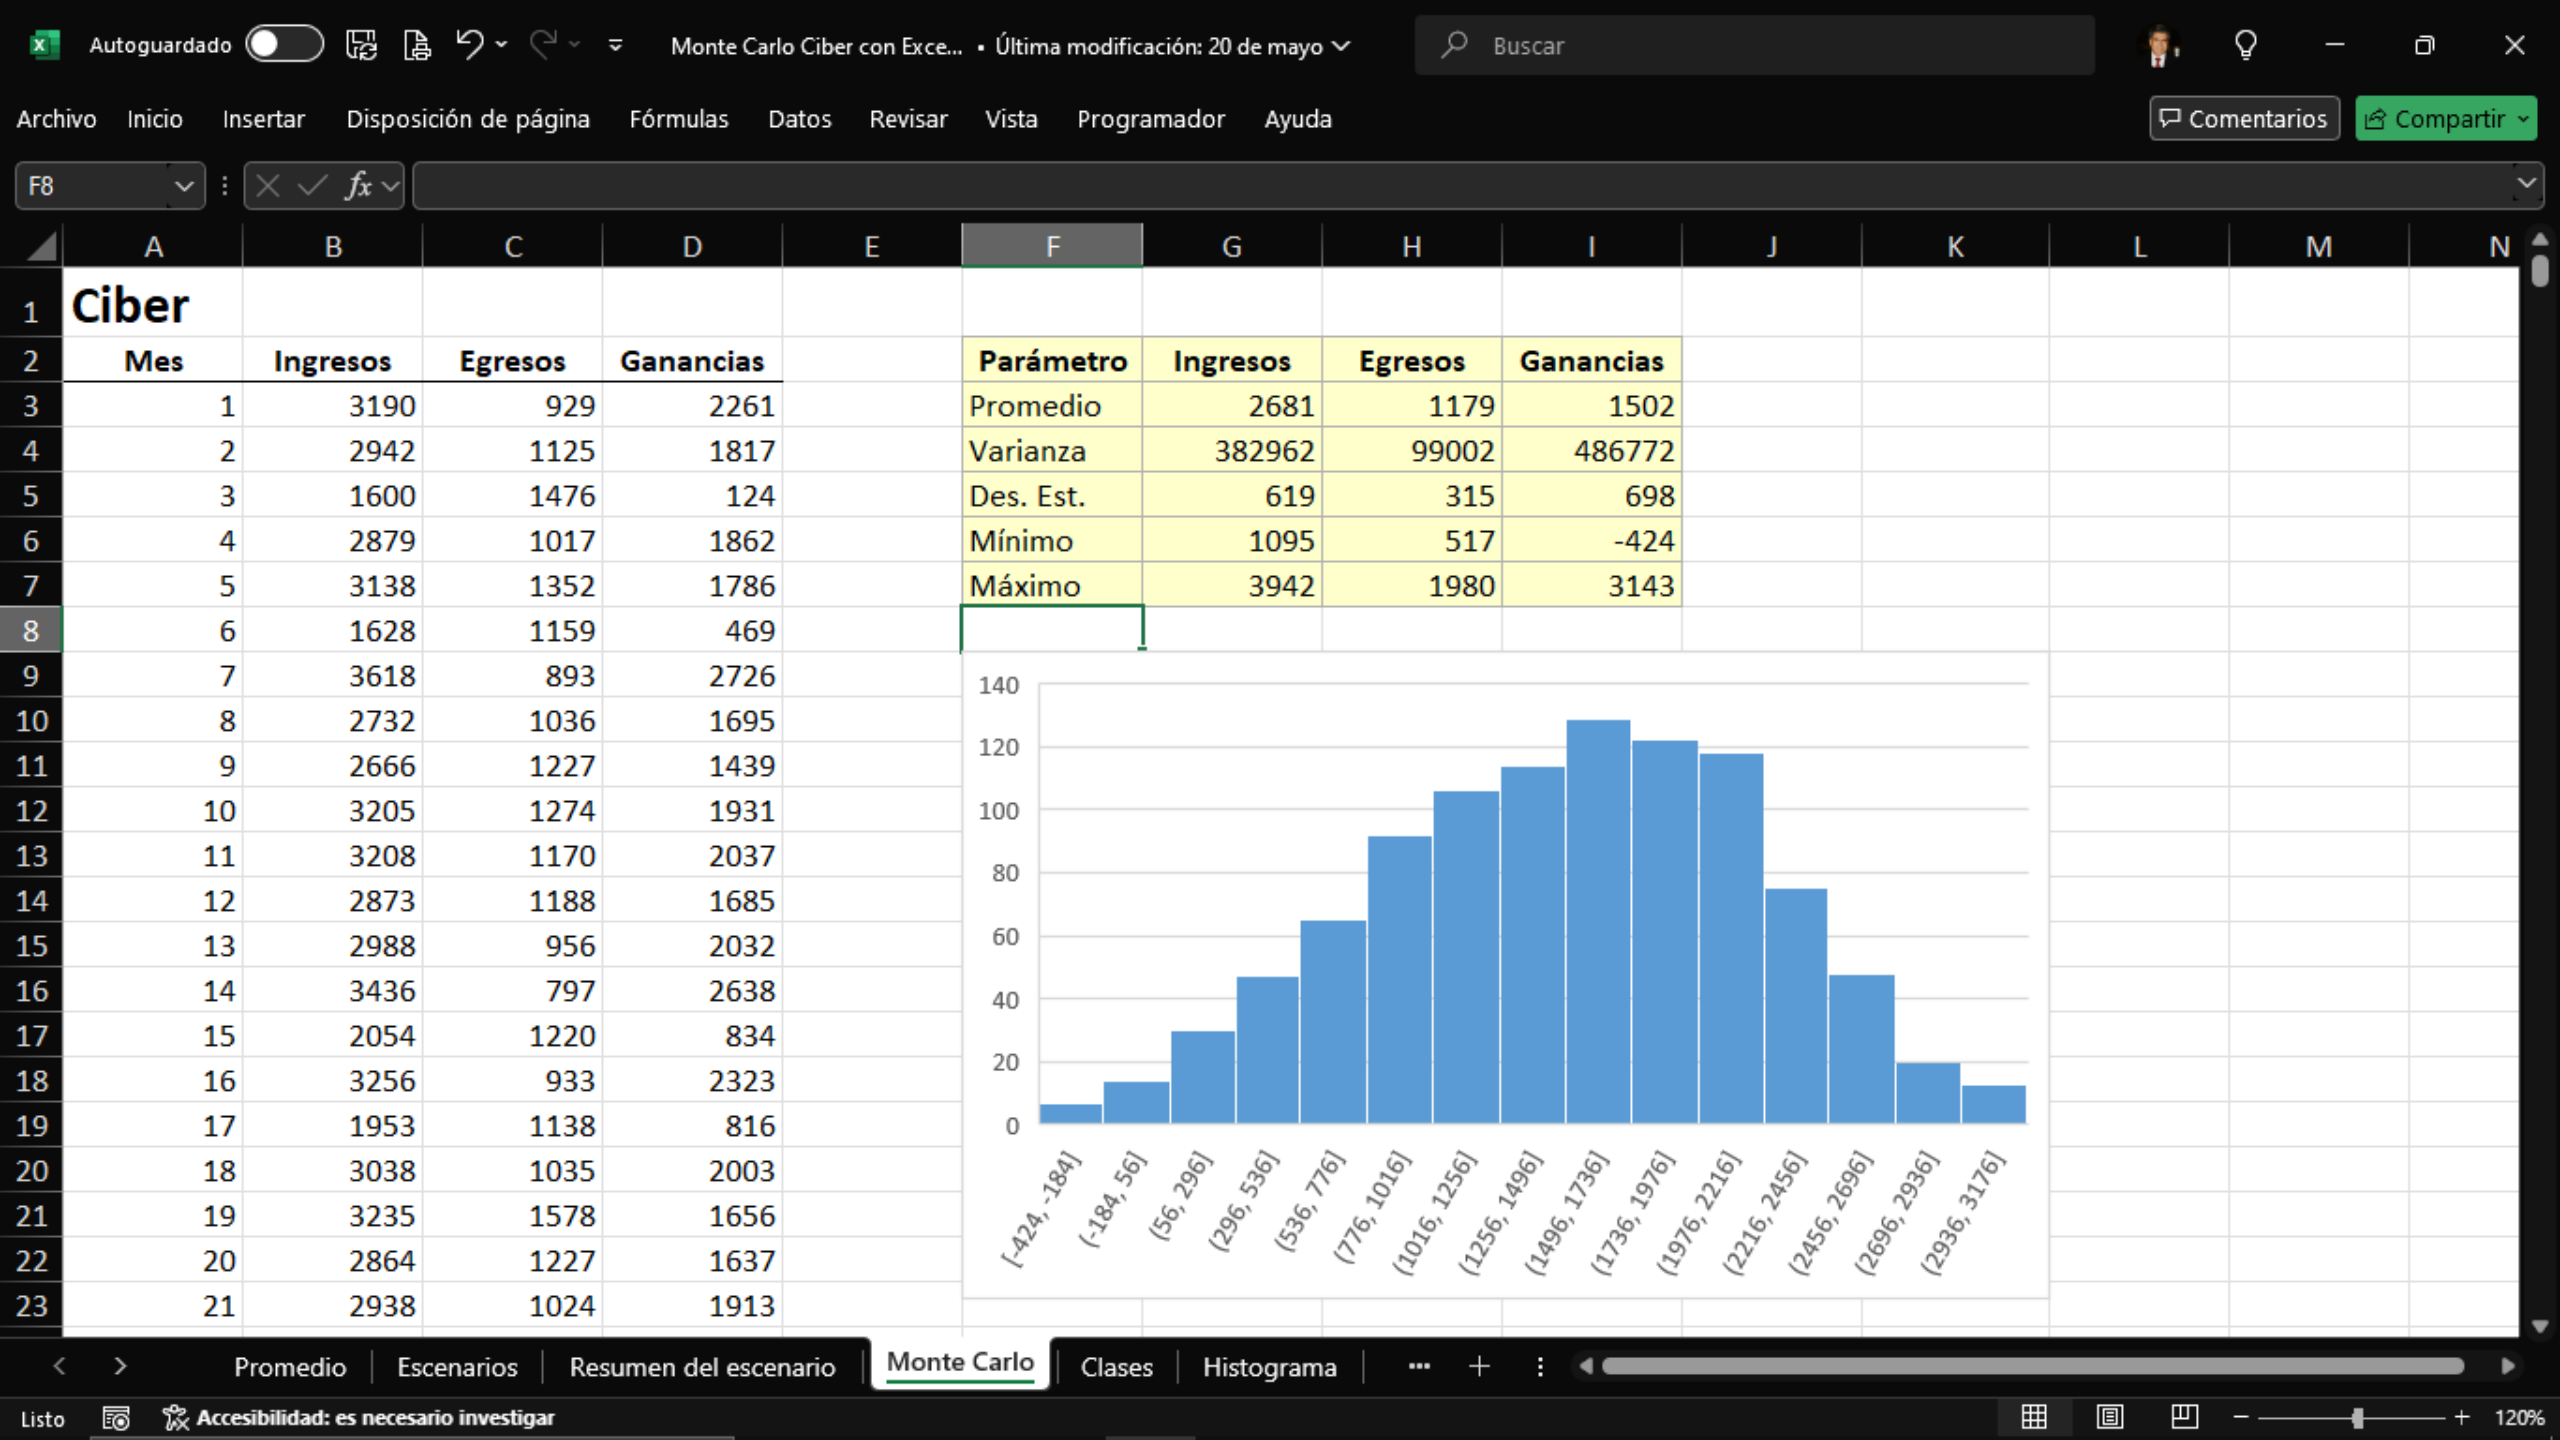 Autoguardado
Monte Carlo Ciber con Exce... • Última modificación: 20 de mayo
Buscar
Archivo Inicio Insertar Disposición de página Fórmulas Datos Revisar Vista Programador Ayuda
Comentarios Compartir
F8 fx
A B C D E F G H I J K L M N
1 Ciber
2 Mes Ingresos Egresos Ganancias Parámetro Ingresos Egresos Ganancias
3 1 3190 929 2261 Promedio 2681 1179 1502
4 2 2942 1125 1817 Varianza 382962 99002 486772
5 3 1600 1476 124 Des. Est. 619 315 698
6 4 2879 1017 1862 Mínimo 1095 517 -424
7 5 3138 1352 1786 Máximo 3942 1980 3143
8 6 1628 1159 469
9 7 3618 893 2726
10 8 2732 1036 1695
11 9 2666 1227 1439
12 10 3205 1274 1931
13 11 3208 1170 2037
14 12 2873 1188 1685
15 13 2988 956 2032
16 14 3436 797 2638
17 15 2054 1220 834
18 16 3256 933 2323
19 17 1953 1138 816
20 18 3038 1035 2003
21 19 3235 1578 1656
22 20 2864 1227 1637
23 21 2938 1024 1913
140
120
100
80
60
40
20
0
[-424, -184] (-184, 56] (56, 296] (296, 536] (536, 776] (776, 1016] (1016, 1256] (1256, 1496] (1496, 1736] (1736, 1976] (1976, 2216] (2216, 2456] (2456, 2696] (2696, 2936] (2936, 3176]
Promedio Escenarios Resumen del escenario Monte Carlo Clases Histograma ...
Listo Accesibilidad: es necesario investigar 120%